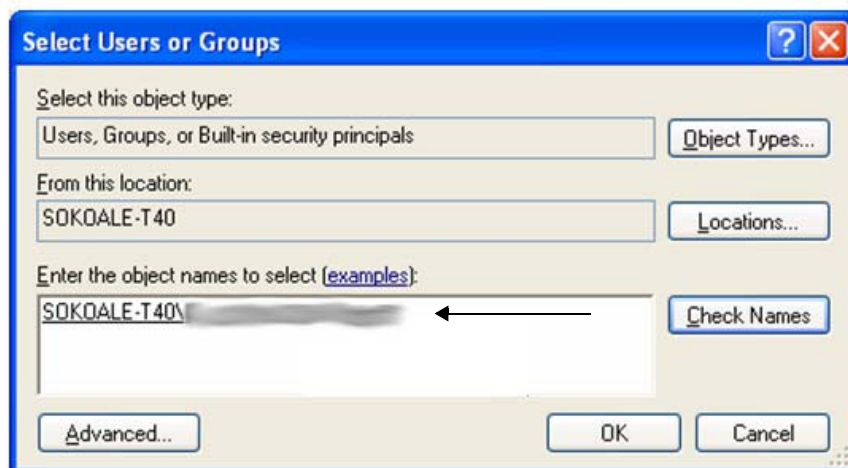 Select Users or Groups
Select this object type:
Users, Groups, or Built-in security principals
Object Types...
From this location:
SOKOALE-T40
Locations...
Enter the object names to select (examples):
SOKOALE-T40\
Check Names
Advanced...
OK
Cancel